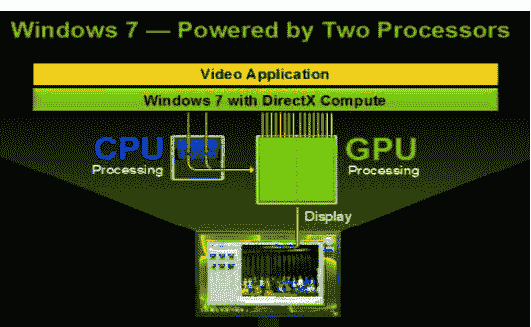 Windows 7 — Powered by Two Processors
Video Application
Windows 7 with DirectX Compute
CPU
Processing
GPU
Processing
Display